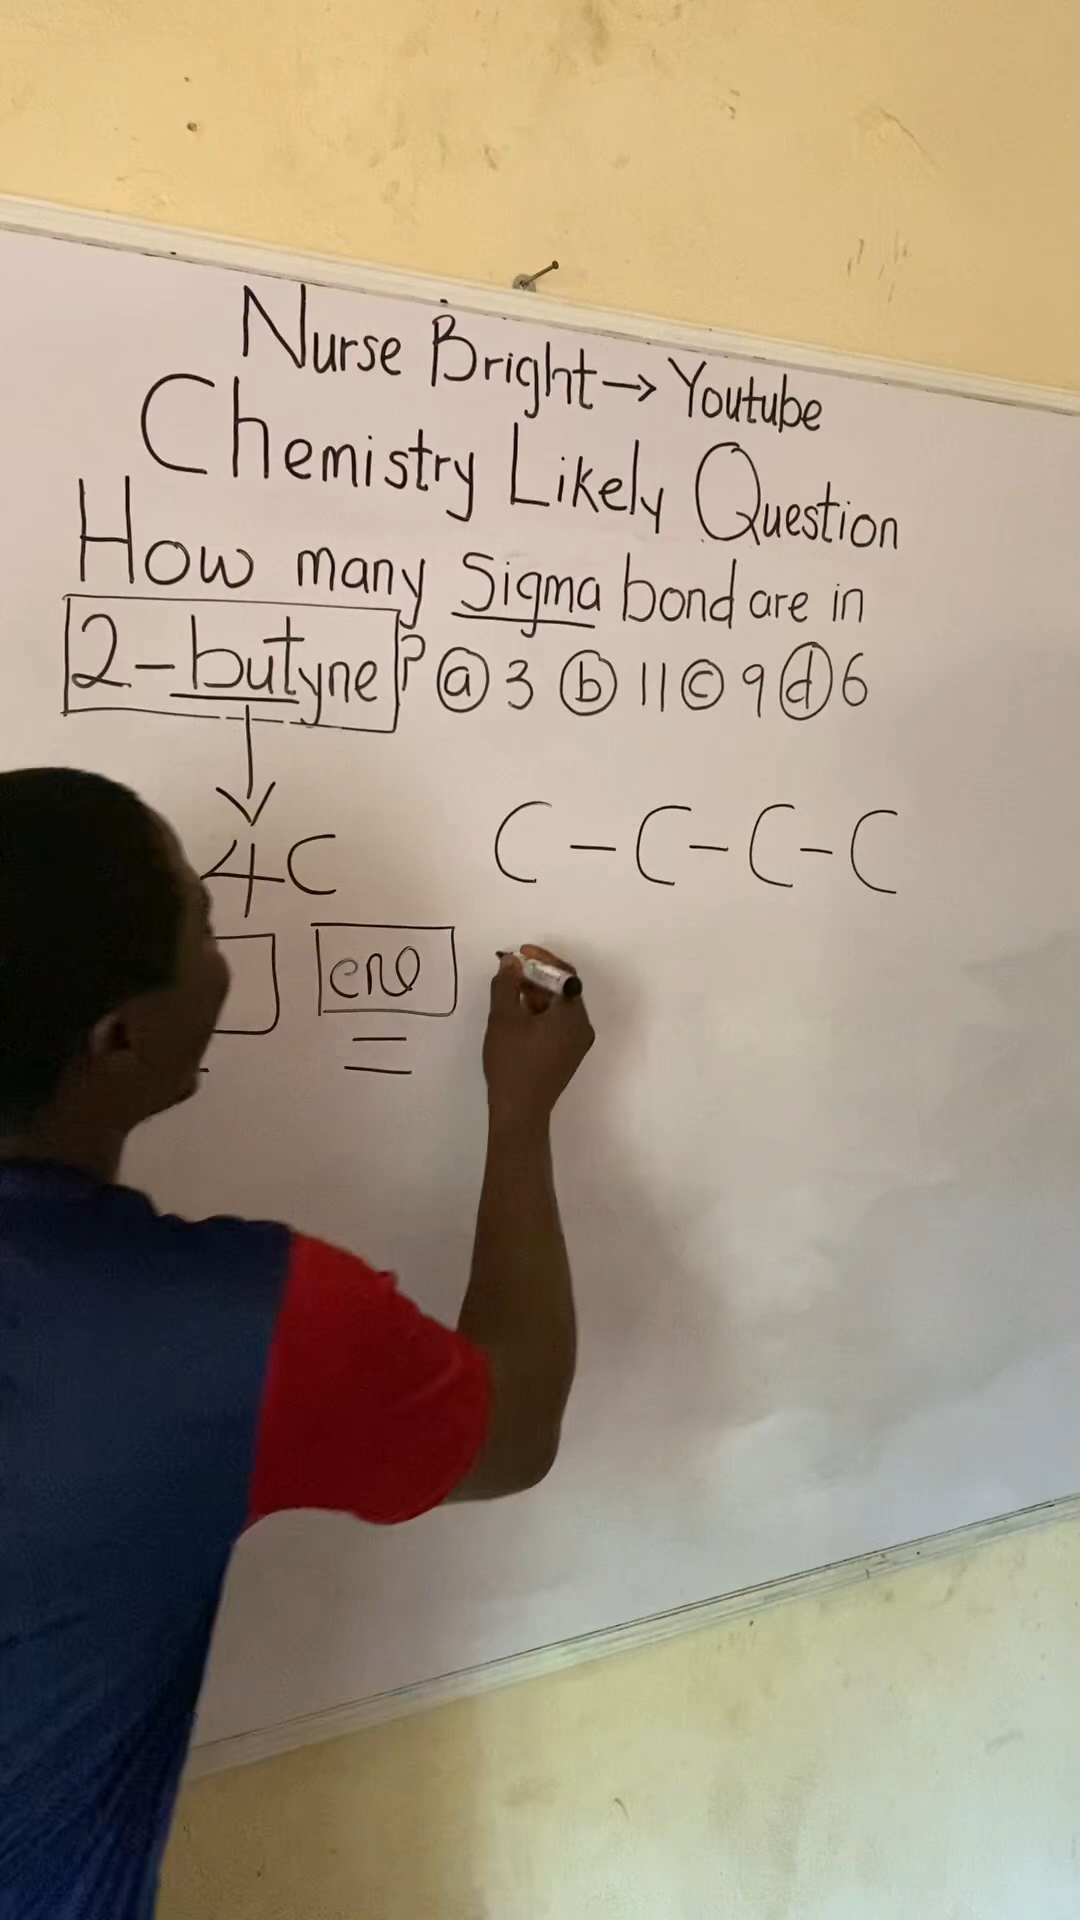 Nurse Bright → Youtube
Chemistry Likely Question
How many Sigma bond are in
2-butyne? ⓐ 3 ⓑ 11 ⓒ 9 ⓓ 6
4C C - C - C - C
ene